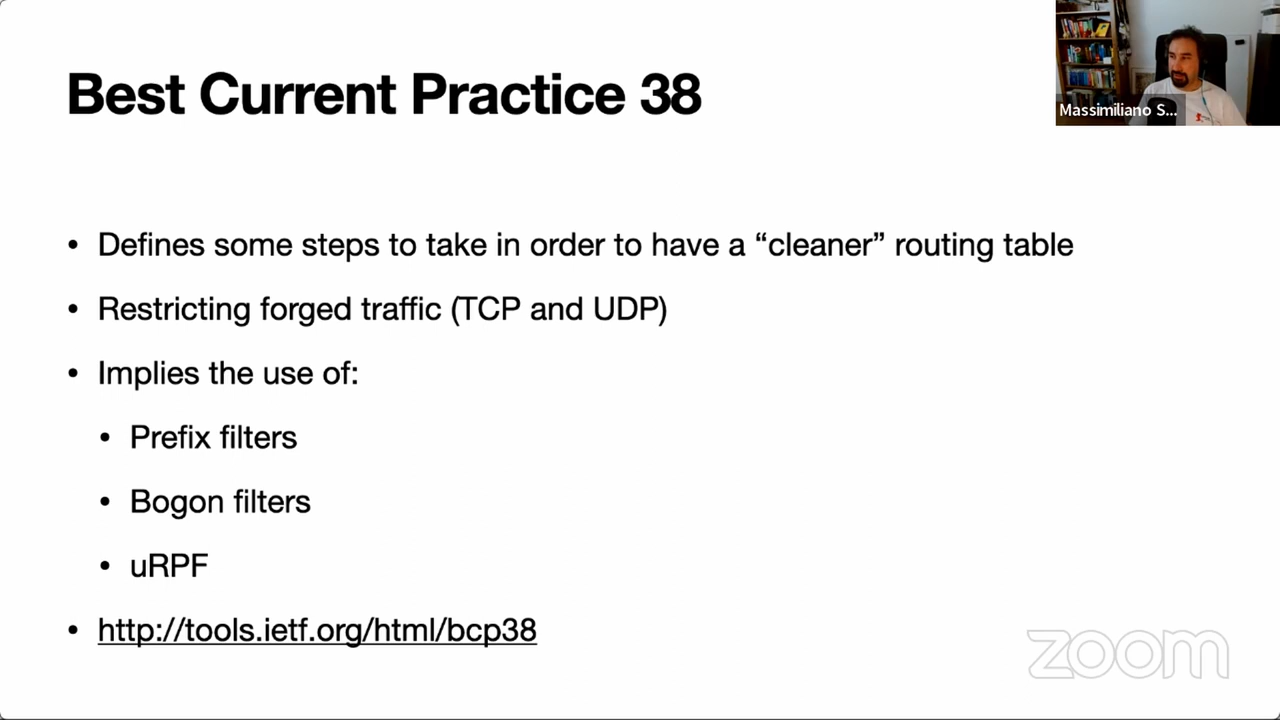 Best Current Practice 38
Massimiliano S...
• Defines some steps to take in order to have a “cleaner” routing table
• Restricting forged traffic (TCP and UDP)
• Implies the use of:
• Prefix filters
• Bogon filters
• uRPF
• http://tools.ietf.org/html/bcp38
zoom